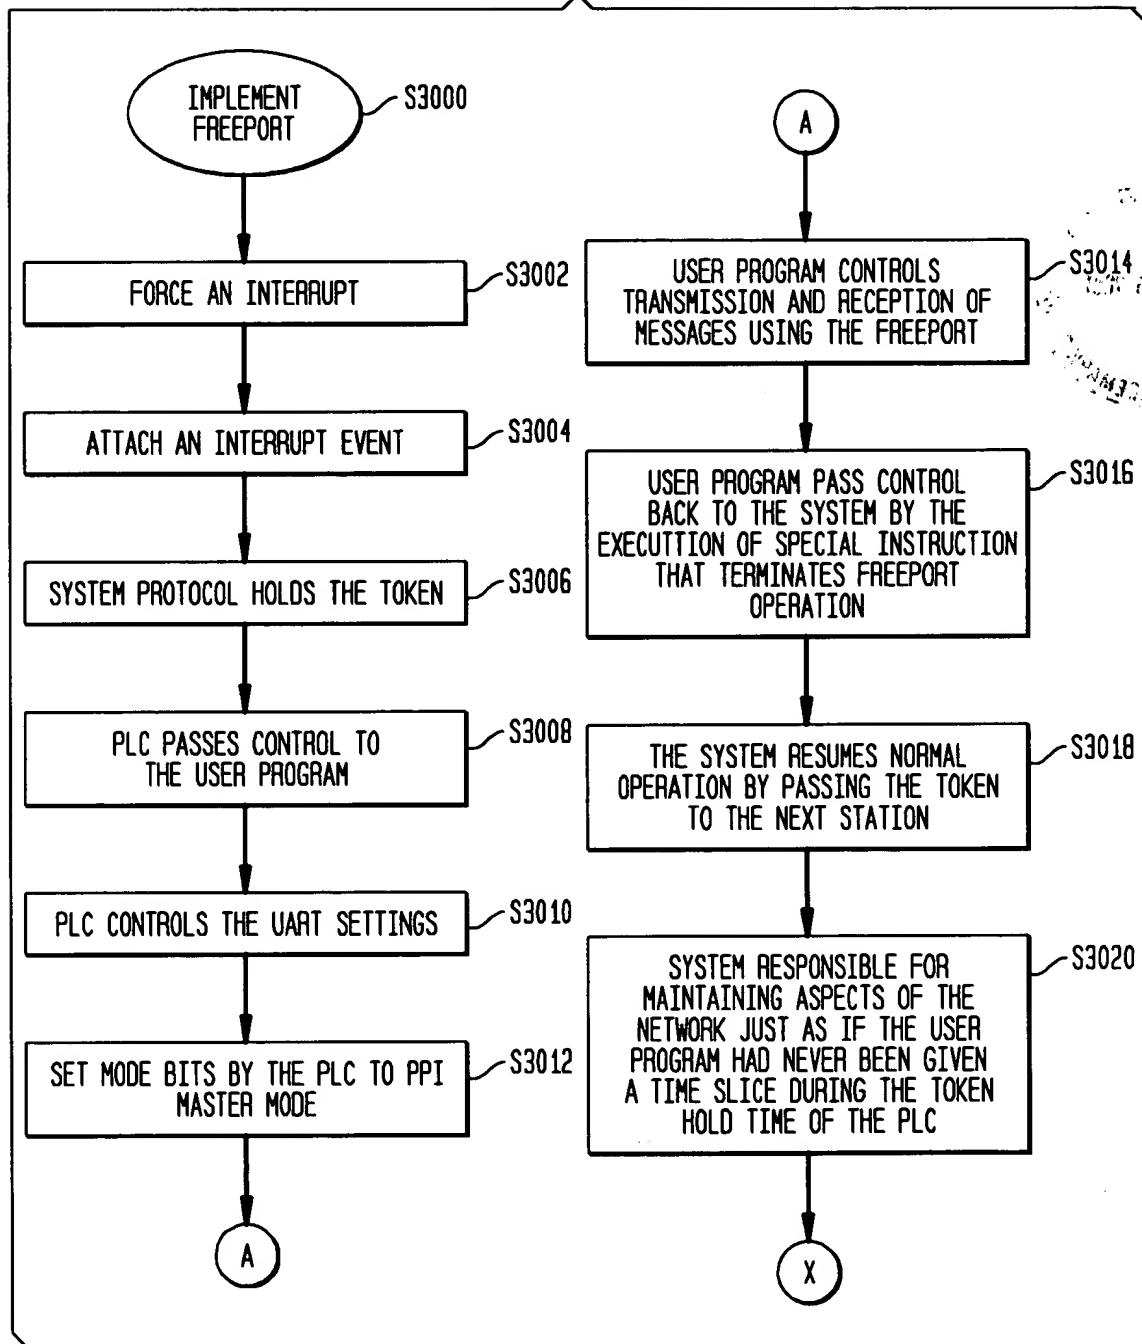 IMPLEMENT
FREEPORT
S3000
FORCE AN INTERRUPT
S3002
ATTACH AN INTERRUPT EVENT
S3004
SYSTEM PROTOCOL HOLDS THE TOKEN
S3006
PLC PASSES CONTROL TO
THE USER PROGRAM
S3008
PLC CONTROLS THE UART SETTINGS
S3010
SET MODE BITS BY THE PLC TO PPI
MASTER MODE
S3012
A
A
USER PROGRAM CONTROLS
TRANSMISSION AND RECEPTION OF
MESSAGES USING THE FREEPORT
S3014
USER PROGRAM PASS CONTROL
BACK TO THE SYSTEM BY THE
EXECUTTION OF SPECIAL INSTRUCTION
THAT TERMINATES FREEPORT
OPERATION
S3016
THE SYSTEM RESUMES NORMAL
OPERATION BY PASSING THE TOKEN
TO THE NEXT STATION
S3018
SYSTEM RESPONSIBLE FOR
MAINTAINING ASPECTS OF THE
NETWORK JUST AS IF THE USER
PROGRAM HAD NEVER BEEN GIVEN
A TIME SLICE DURING THE TOKEN
HOLD TIME OF THE PLC
S3020
X